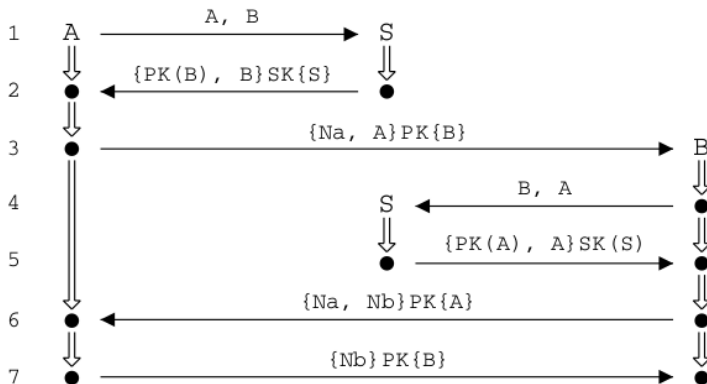 1 A A, B S
2 {PK(B), B}SK{S}
3 {Na, A}PK{B} B
4 S B, A
5 {PK(A), A}SK(S)
6 {Na, Nb}PK{A}
7 {Nb}PK{B}